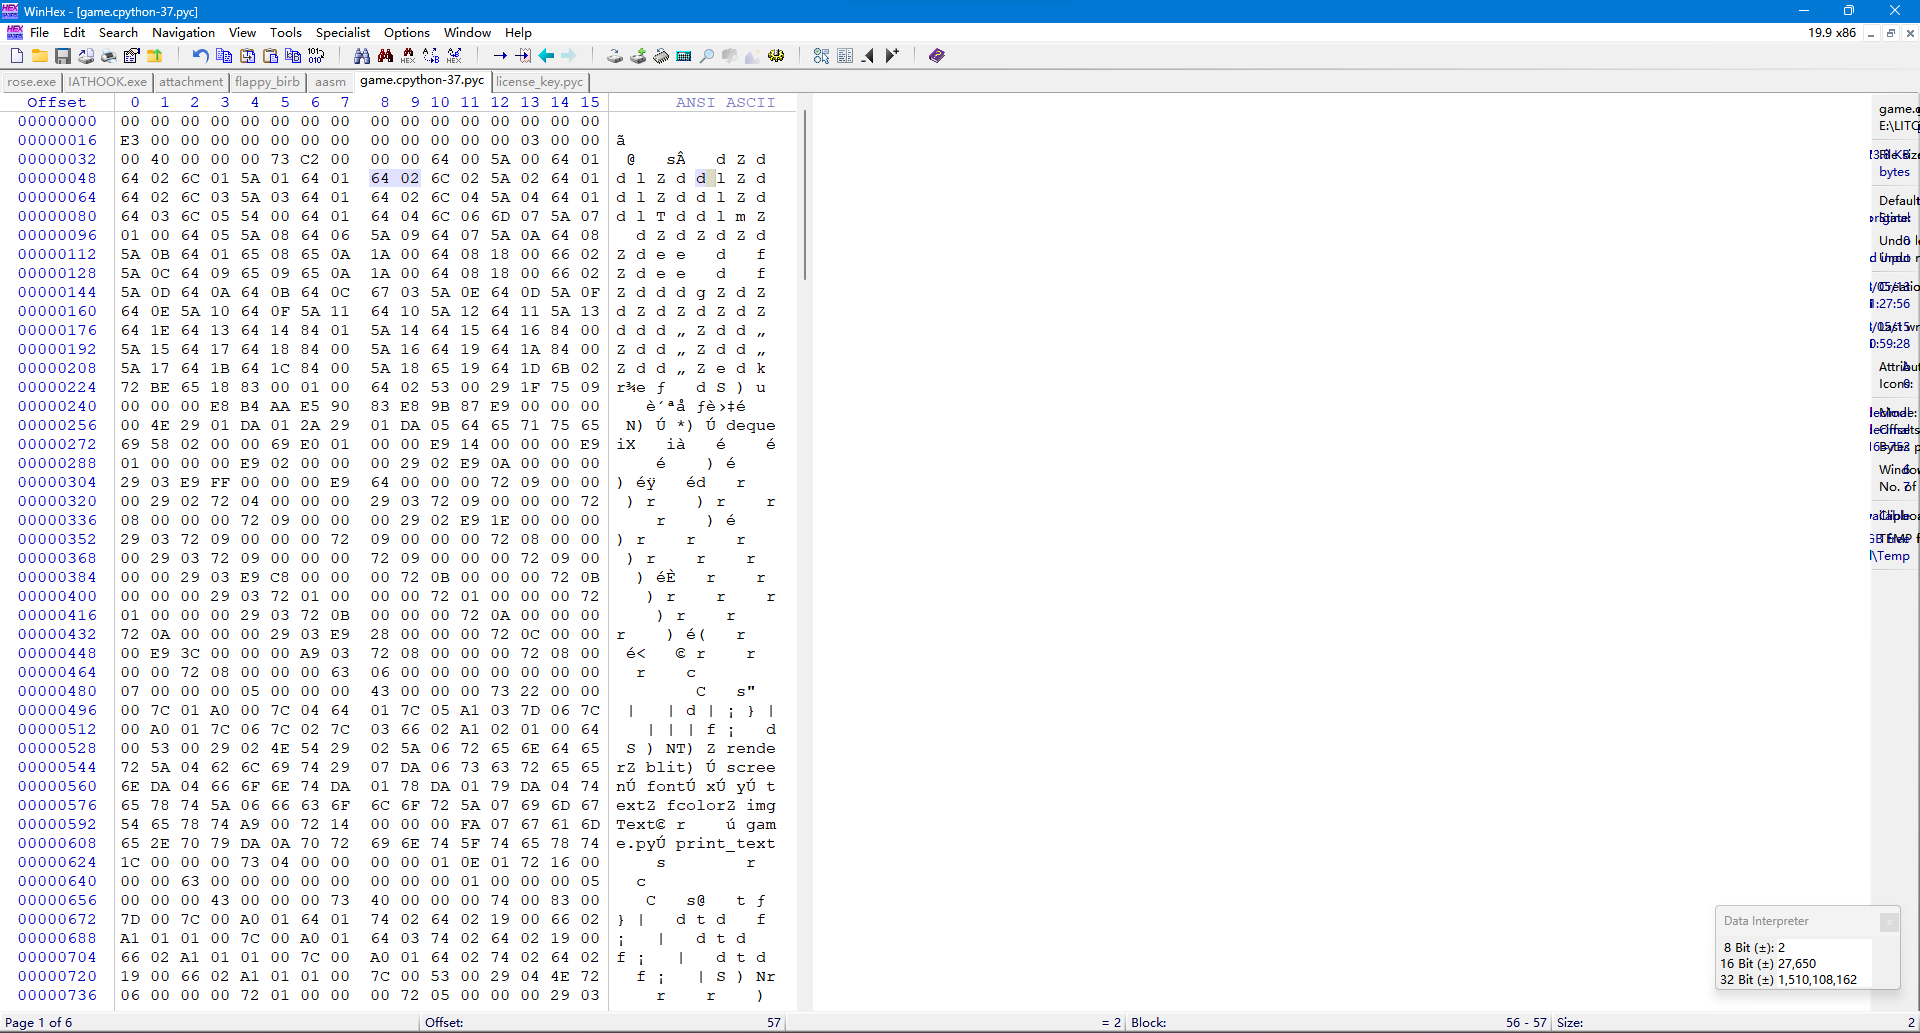 WinHex - [game.cpython-37.pyc]
File Edit Search Navigation View Tools Specialist Options Window Help
19.9 x86
rose.exe IATHOOK.exe attachment flappy_birb aasm game.cpython-37.pyc license_key.pyc
Offset 0 1 2 3 4 5 6 7 8 9 10 11 12 13 14 15 ANSI ASCII
00000000 00 00 00 00 00 00 00 00 00 00 00 00 00 00 00 00
00000016 E3 00 00 00 00 00 00 00 00 00 00 00 00 03 00 00 ã
00000032 00 40 00 00 00 73 C2 00 00 00 64 00 5A 00 64 01 @ sÂ d Z d
00000048 64 02 6C 01 5A 01 64 01 64 02 6C 02 5A 02 64 01 d l Z d d l Z d
00000064 64 02 6C 03 5A 03 64 01 64 02 6C 04 5A 04 64 01 d l Z d d l Z d
00000080 64 03 6C 05 54 00 64 01 64 04 6C 06 6D 07 5A 07 d l T d d l m Z
00000096 01 00 64 05 5A 08 64 06 5A 09 64 07 5A 0A 64 08 d Z d Z d Z d
00000112 5A 0B 64 01 65 08 65 0A 1A 00 64 08 18 00 66 02 Z d e e d f
00000128 5A 0C 64 09 65 09 65 0A 1A 00 64 08 18 00 66 02 Z d e e d f
00000144 5A 0D 64 0A 64 0B 64 0C 67 03 5A 0E 64 0D 5A 0F Z d d d g Z d Z
00000160 64 0E 5A 10 64 0F 5A 11 64 10 5A 12 64 11 5A 13 d Z d Z d Z d Z
00000176 64 1E 64 13 64 14 84 01 5A 14 64 15 64 16 84 00 d d d „ Z d d „
00000192 5A 15 64 17 64 18 84 00 5A 16 64 19 64 1A 84 00 Z d d „ Z d d „
00000208 5A 17 64 1B 64 1C 84 00 5A 18 65 19 64 1D 6B 02 Z d d „ Z e d k
00000224 72 BE 65 18 83 00 01 00 64 02 53 00 29 1F 75 09 r¾e ƒ d S ) u
00000240 00 00 00 E8 B4 AA E5 90 83 E8 9B 87 E9 00 00 00 è´ªå ƒè›‡é
00000256 00 4E 29 01 DA 01 2A 29 01 DA 05 64 65 71 75 65 N) Ú *) Ú deque
00000272 69 58 02 00 00 69 E0 01 00 00 E9 14 00 00 00 E9 iX ià é é
00000288 01 00 00 00 E9 02 00 00 00 29 02 E9 0A 00 00 00 é ) é
00000304 29 03 E9 FF 00 00 00 E9 64 00 00 00 72 09 00 00 ) éÿ éd r
00000320 00 29 02 72 04 00 00 00 29 03 72 09 00 00 00 72 ) r ) r r
00000336 08 00 00 00 72 09 00 00 00 29 02 E9 1E 00 00 00 r ) é
00000352 29 03 72 09 00 00 00 72 09 00 00 00 72 08 00 00 ) r r r
00000368 00 29 03 72 09 00 00 00 72 09 00 00 00 72 09 00 ) r r r
00000384 00 00 29 03 E9 C8 00 00 00 72 0B 00 00 00 72 0B ) éÈ r r
00000400 00 00 00 29 03 72 01 00 00 00 72 01 00 00 00 72 ) r r r
00000416 01 00 00 00 29 03 72 0B 00 00 00 72 0A 00 00 00 ) r r
00000432 72 0A 00 00 00 29 03 E9 28 00 00 00 72 0C 00 00 r ) é( r
00000448 00 E9 3C 00 00 00 A9 03 72 08 00 00 00 72 08 00 é< © r r
00000464 00 00 72 08 00 00 00 63 06 00 00 00 00 00 00 00 r c
00000480 07 00 00 00 05 00 00 00 43 00 00 00 73 22 00 00 C s"
00000496 00 7C 01 A0 00 7C 04 64 01 7C 05 A1 03 7D 06 7C | | d | ¡ } |
00000512 00 A0 01 7C 06 7C 02 7C 03 66 02 A1 02 01 00 64 | | | f ¡ d
00000528 00 53 00 29 02 4E 54 29 02 5A 06 72 65 6E 64 65 S ) NT) Z rende
00000544 72 5A 04 62 6C 69 74 29 07 DA 06 73 63 72 65 65 rZ blit) Ú scree
00000560 6E DA 04 66 6F 6E 74 DA 01 78 DA 01 79 DA 04 74 nÚ fontÚ xÚ yÚ t
00000576 65 78 74 5A 06 66 63 6F 6C 6F 72 5A 07 69 6D 67 extZ fcolorZ img
00000592 54 65 78 74 A9 00 72 14 00 00 00 FA 07 67 61 6D Text© r ú gam
00000608 65 2E 70 79 DA 0A 70 72 69 6E 74 5F 74 65 78 74 e.pyÚ print_text
00000624 1C 00 00 00 73 04 00 00 00 00 01 0E 01 72 16 00 s r
00000640 00 00 63 00 00 00 00 00 00 00 00 01 00 00 00 05 c
00000656 00 00 00 43 00 00 00 73 40 00 00 00 74 00 83 00 C s@ t ƒ
00000672 7D 00 7C 00 A0 01 64 01 74 02 64 02 19 00 66 02 } | d t d f
00000688 A1 01 01 00 7C 00 A0 01 64 03 74 02 64 02 19 00 ¡ | d t d
00000704 66 02 A1 01 01 00 7C 00 A0 01 64 02 74 02 64 02 f ¡ | d t d
00000720 19 00 66 02 A1 01 01 00 7C 00 53 00 29 04 4E 72 f ¡ | S ) Nr
00000736 06 00 00 00 72 01 00 00 00 72 05 00 00 00 29 03 r r )
bytes
Icons:
\Temp
Data Interpreter
8 Bit (±): 2
16 Bit (±) 27,650
32 Bit (±) 1,510,108,162
Page 1 of 6 Offset: 57 = 2 Block: 56 - 57 Size: 2